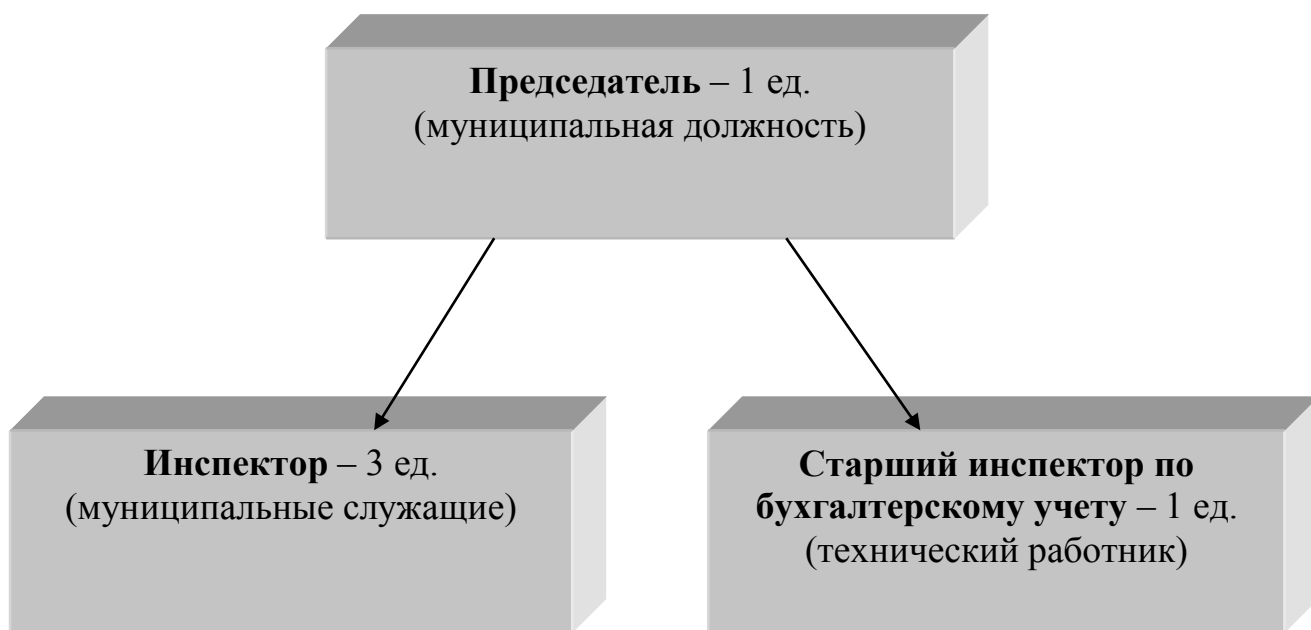 Председатель – 1 ед.
(муниципальная должность)
Инспектор – 3 ед.
(муниципальные служащие)
Старший инспектор по
бухгалтерскому учету – 1 ед.
(технический работник)